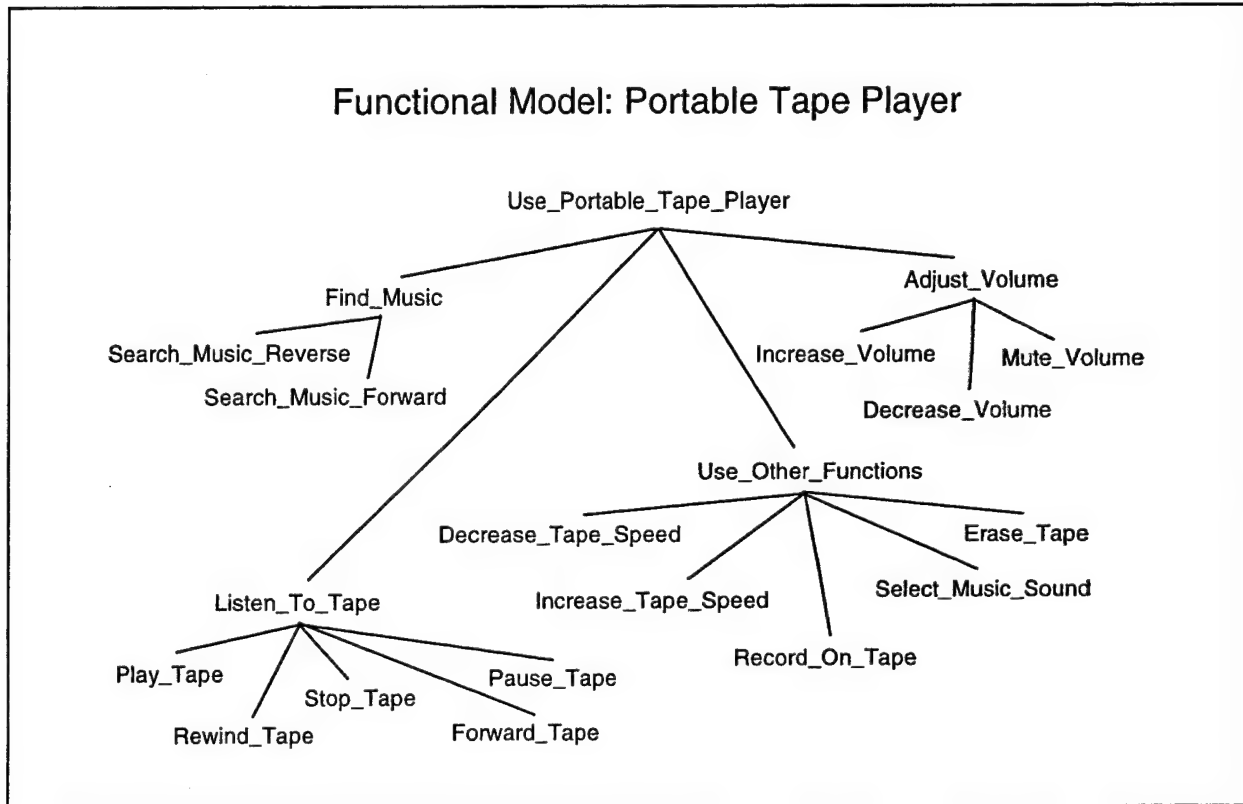 Functional Model: Portable Tape Player
Use_Portable_Tape_Player
Find_Music
Adjust_Volume
Search_Music_Reverse
Search_Music_Forward
Increase_Volume
Mute_Volume
Decrease_Volume
Use_Other_Functions
Decrease_Tape_Speed
Erase_Tape
Increase_Tape_Speed
Select_Music_Sound
Record_On_Tape
Listen_To_Tape
Play_Tape
Pause_Tape
Stop_Tape
Rewind_Tape
Forward_Tape